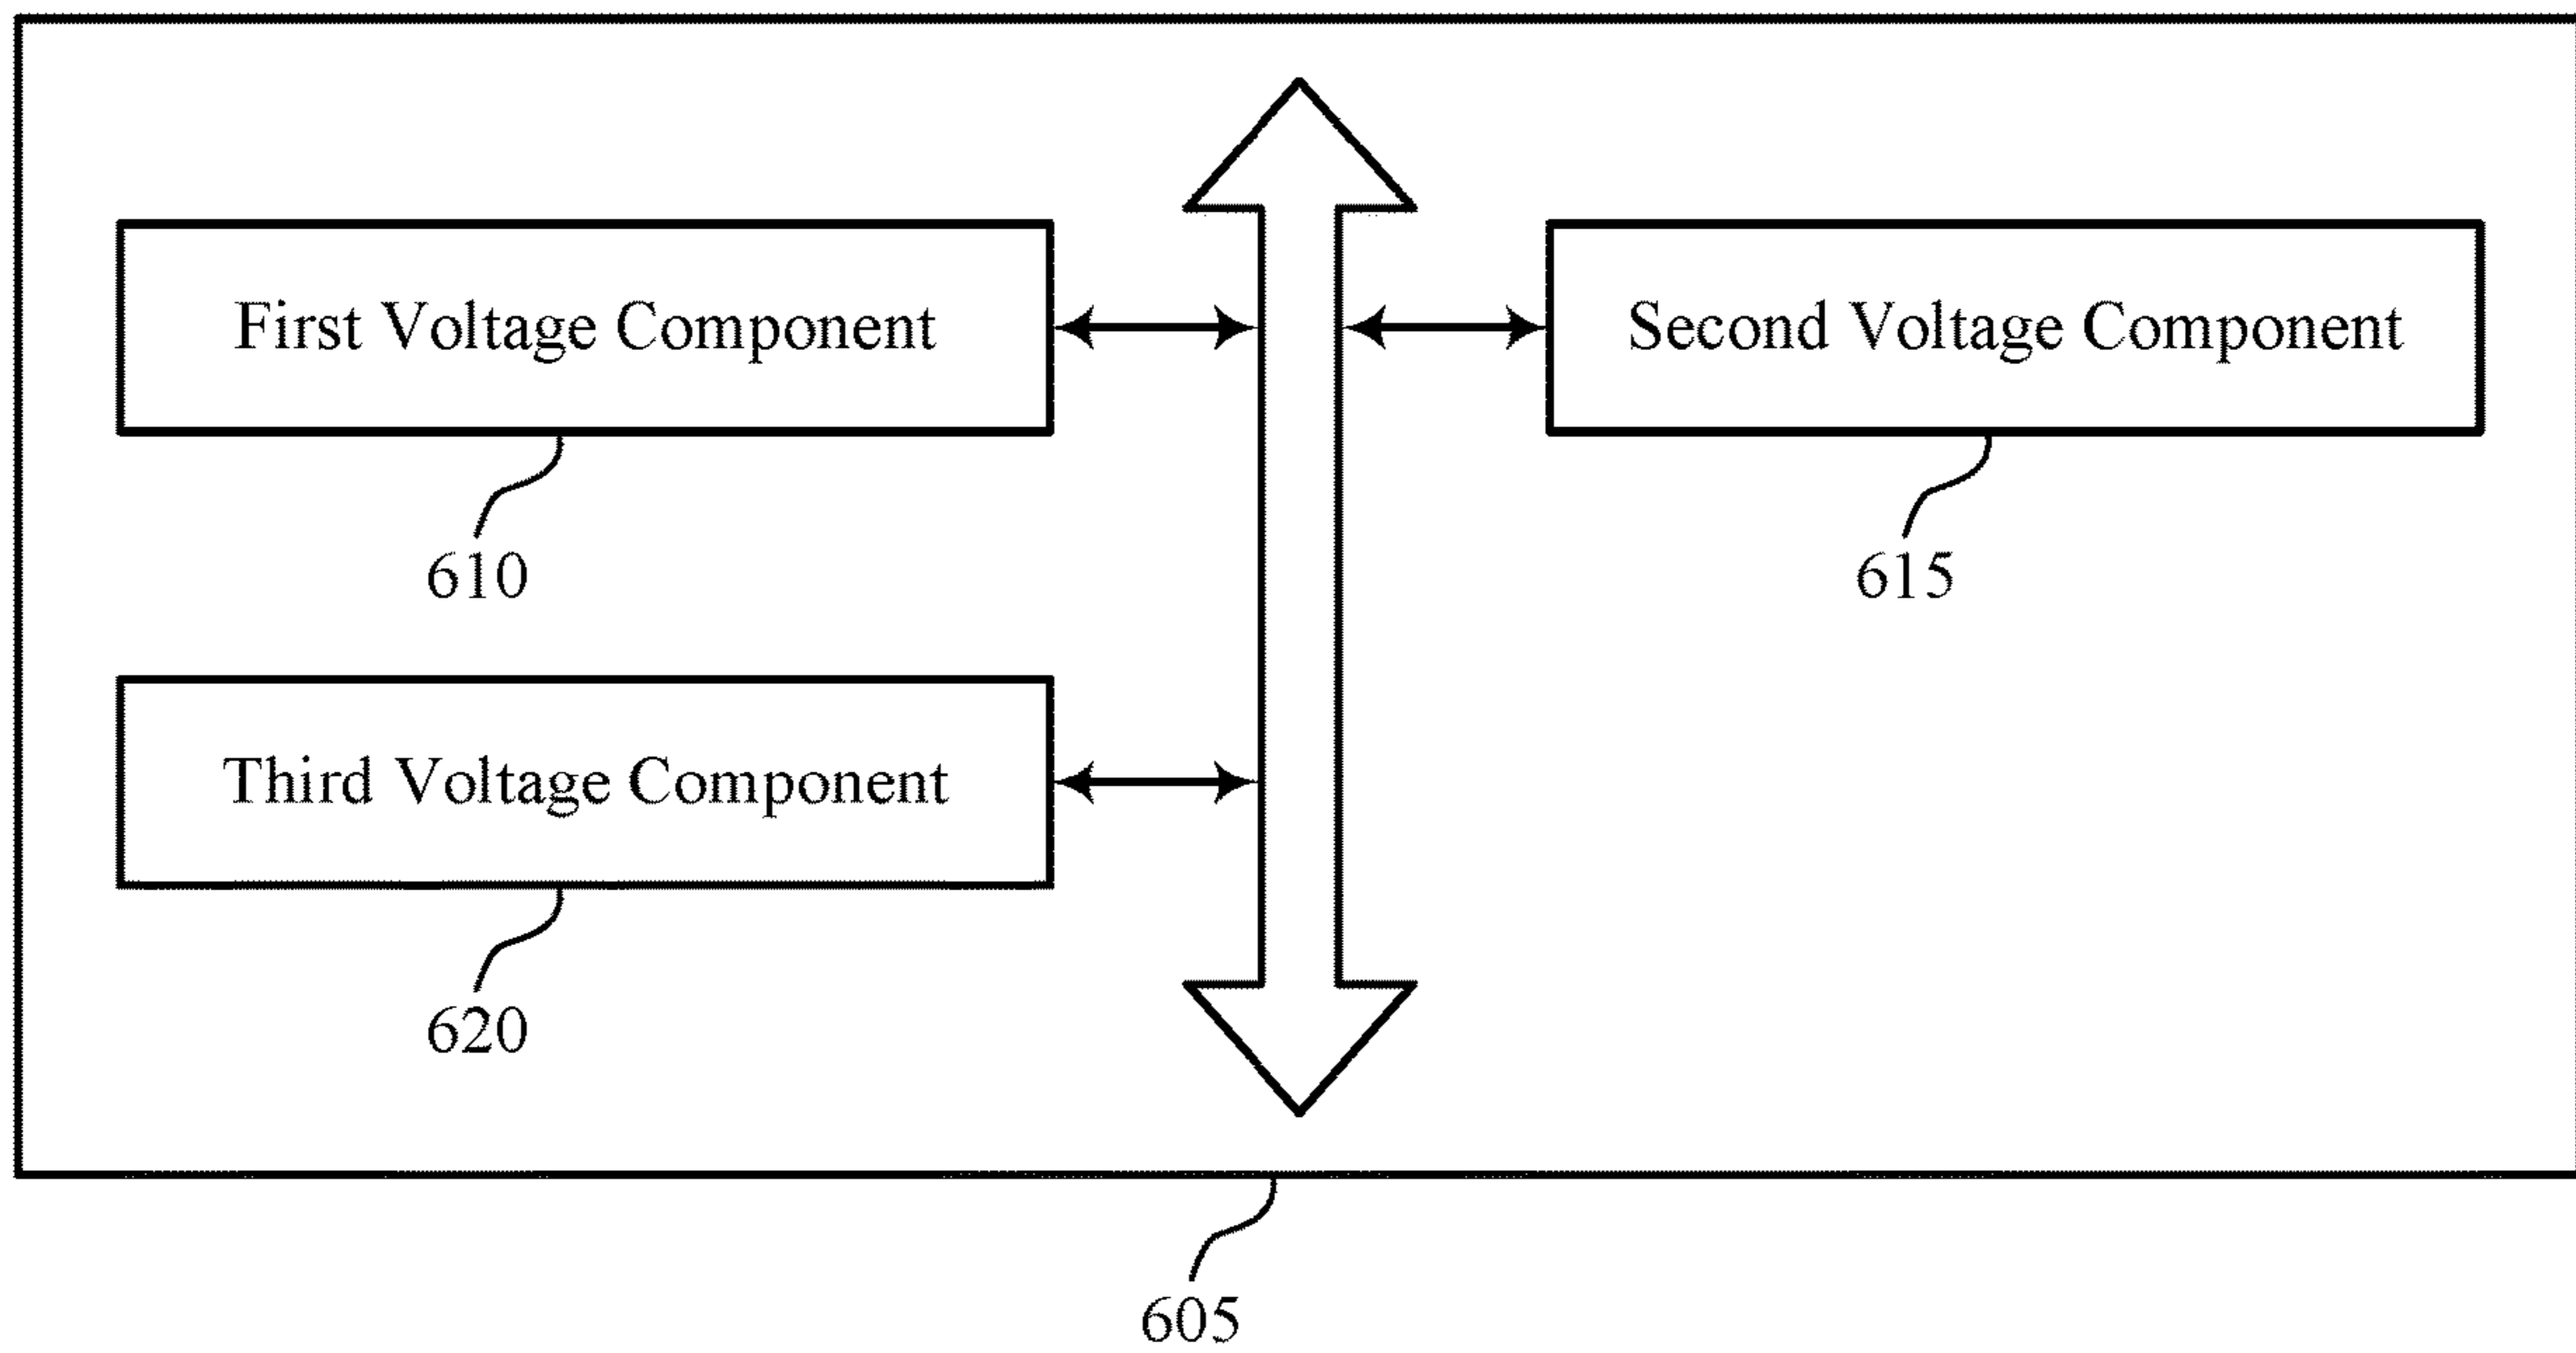 First Voltage Component
Second Voltage Component
610
615
Third Voltage Component
620
605